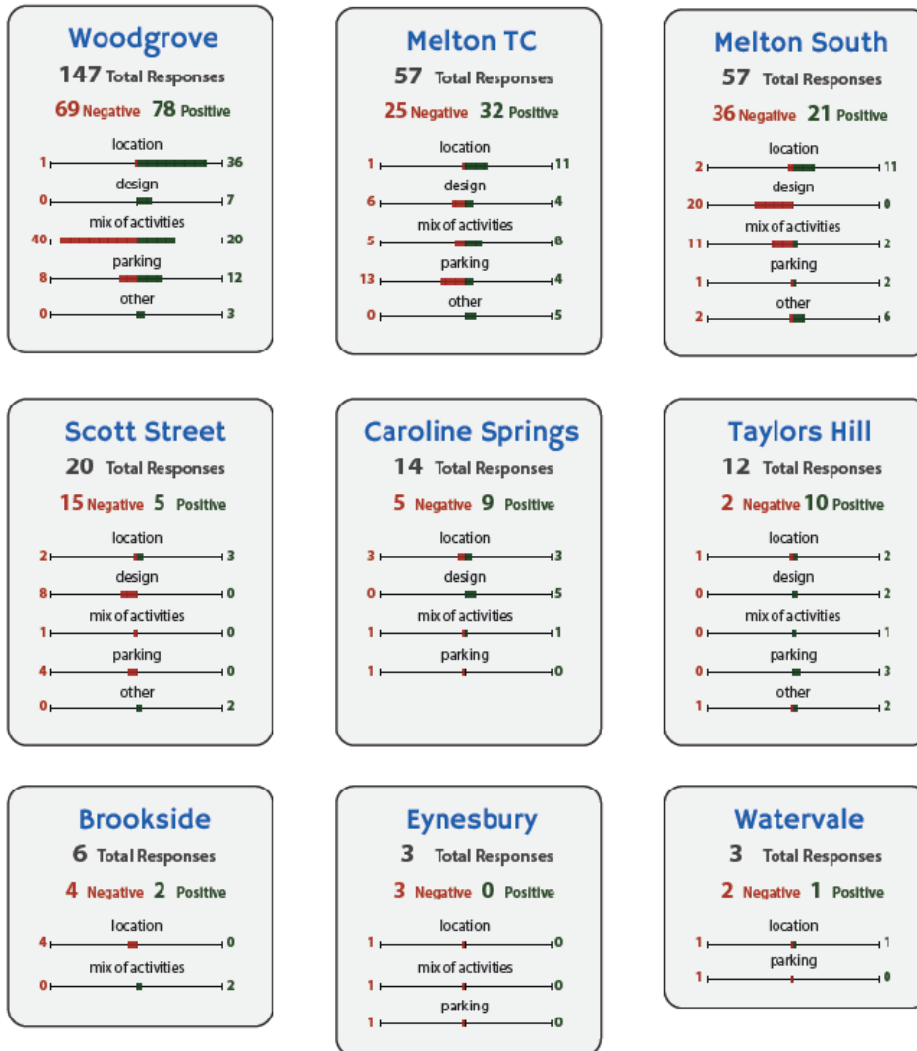 Woodgrove
147 Total Responses
69 Negative 78 Positive
location
1 36
design
0 7
mix of activities
40 20
parking
8 12
other
0 3
Melton TC
57 Total Responses
25 Negative 32 Positive
location
1 11
design
6 4
mix of activities
5 8
parking
13 4
other
0 5
Melton South
57 Total Responses
36 Negative 21 Positive
location
2 11
design
20 0
mix of activities
11 2
parking
1 2
other
2 6
Scott Street
20 Total Responses
15 Negative 5 Positive
location
2 3
design
8 0
mix of activities
1 0
parking
4 0
other
0 2
Caroline Springs
14 Total Responses
5 Negative 9 Positive
location
3 3
design
0 5
mix of activities
1 1
parking
1 0
Taylors Hill
12 Total Responses
2 Negative 10 Positive
location
1 2
design
0 2
mix of activities
0 1
parking
0 3
other
1 2
Brookside
6 Total Responses
4 Negative 2 Positive
location
4 0
mix of activities
0 2
Eynesbury
3 Total Responses
3 Negative 0 Positive
location
1 0
mix of activities
1 0
parking
1 0
Watervale
3 Total Responses
2 Negative 1 Positive
location
1 1
parking
1 0